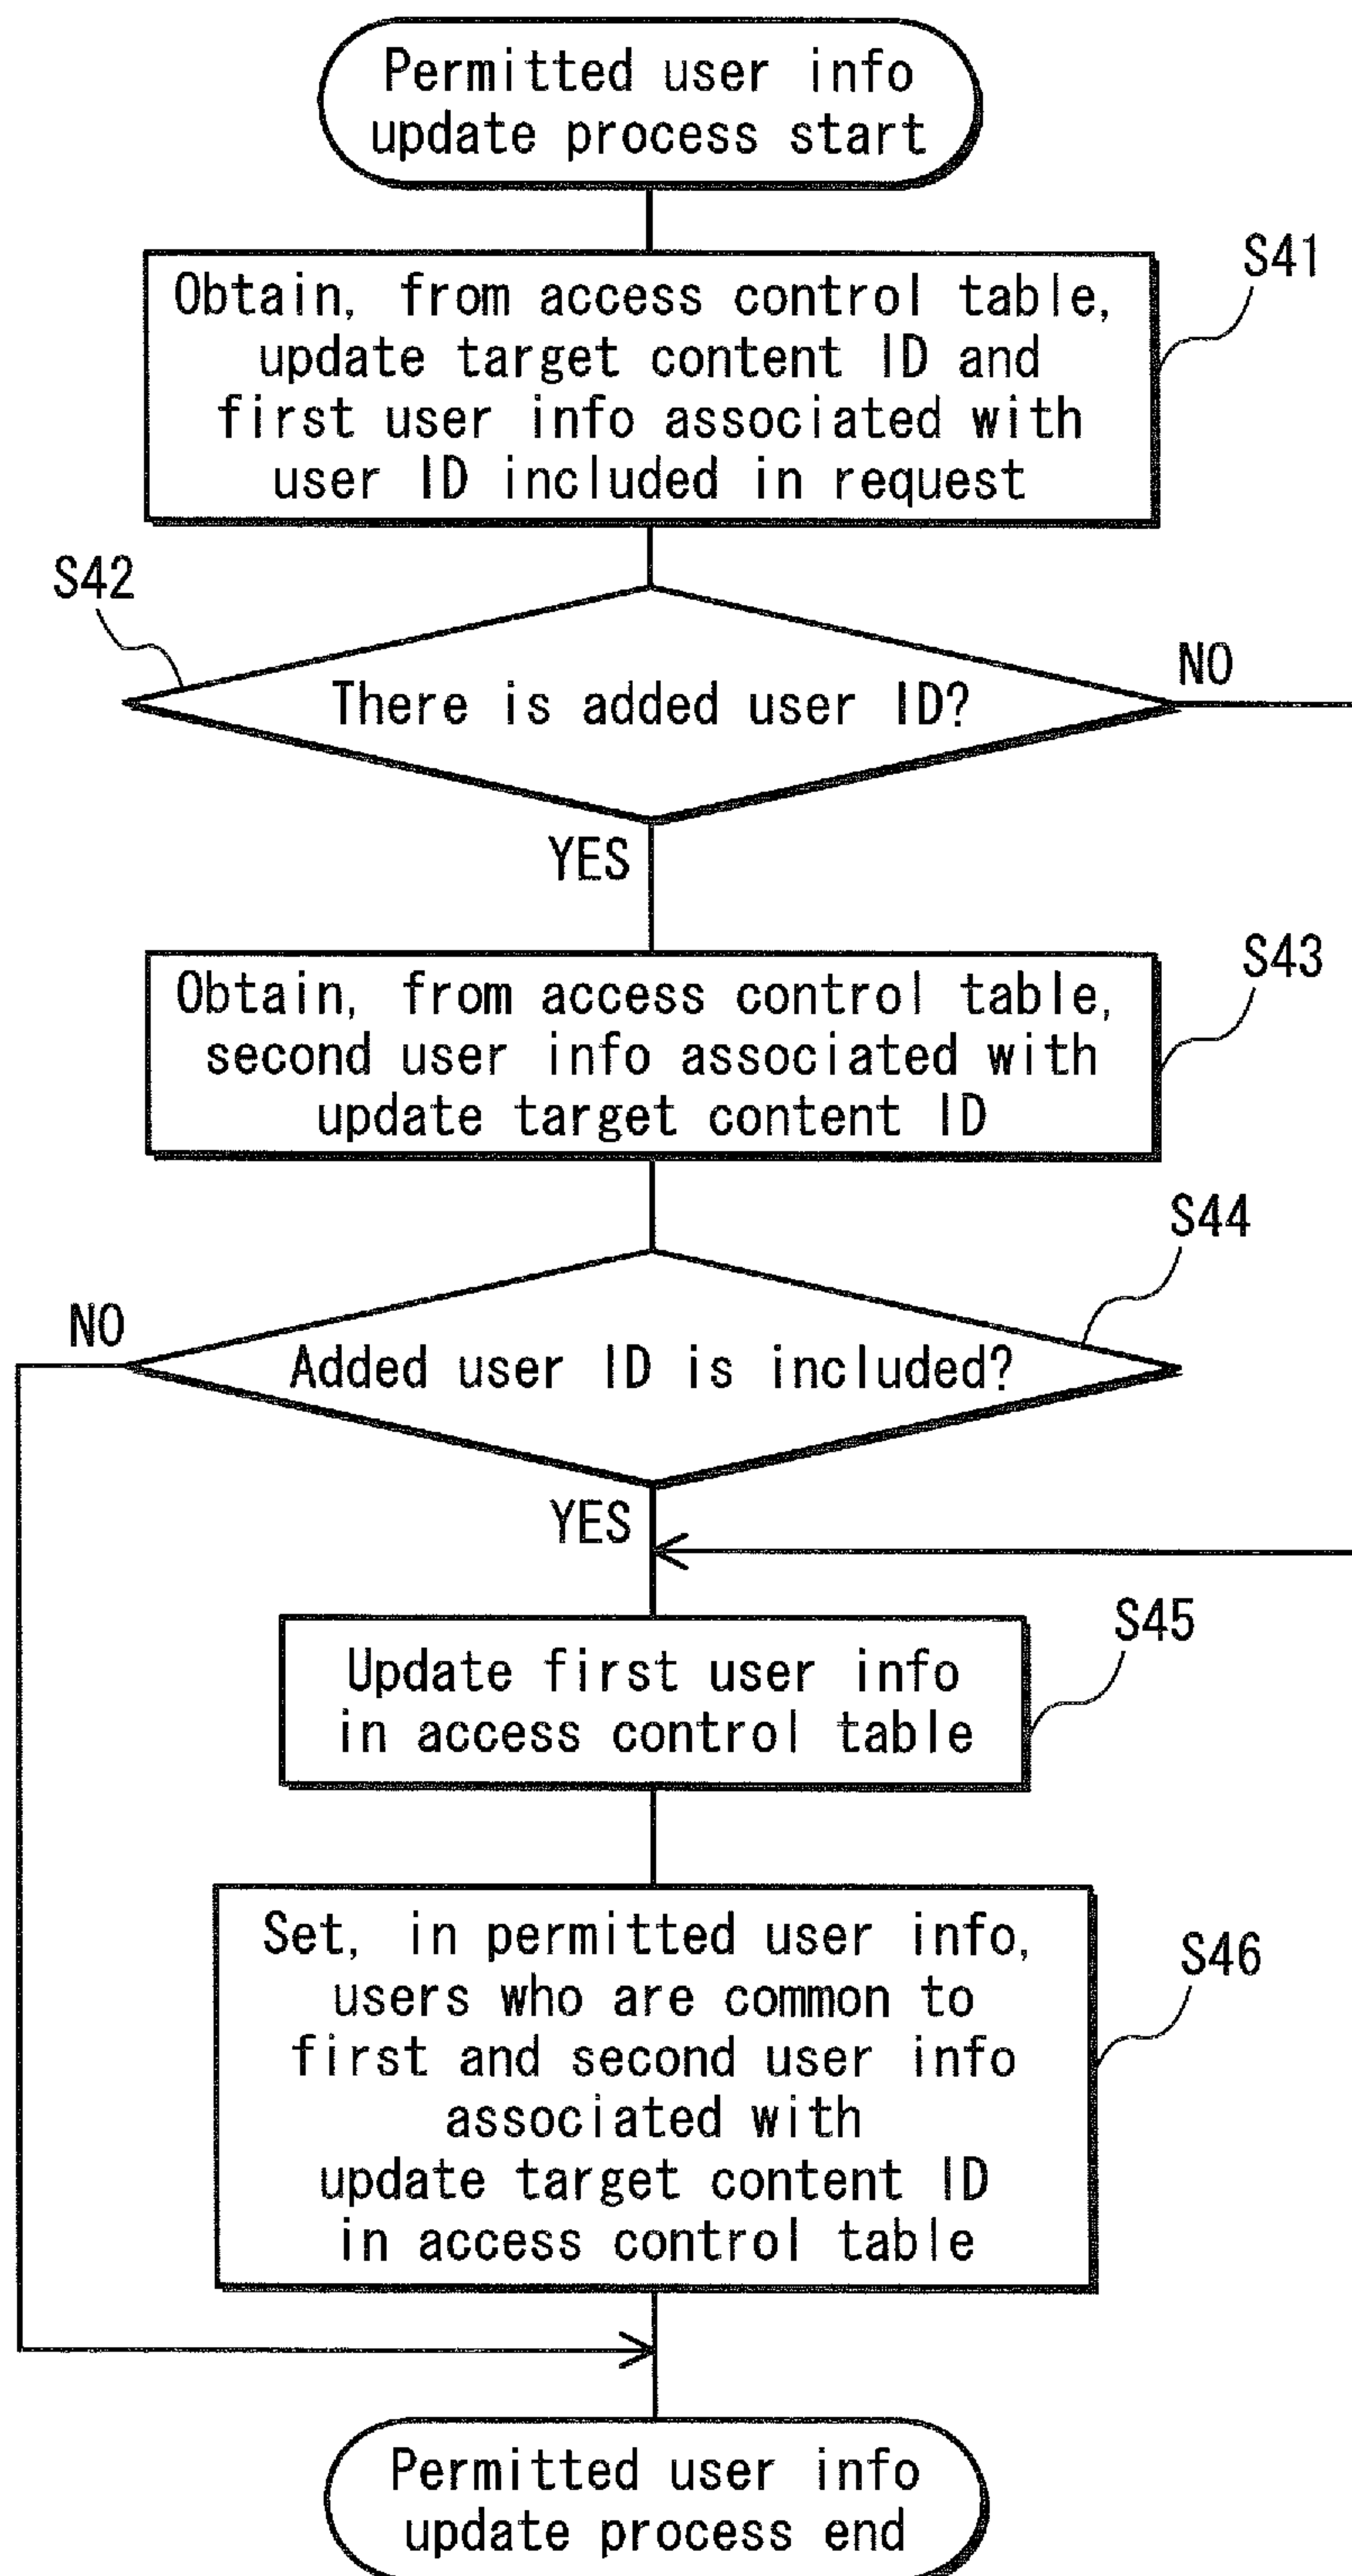 Permitted user info
update process start
S41
Obtain, from access control table,
update target content ID and
first user info associated with
user ID included in request
S42
There is added user ID?
NO
YES
S43
Obtain, from access control table,
second user info associated with
update target content ID
S44
NO
Added user ID is included?
YES
S45
Update first user info
in access control table
S46
Set, in permitted user info,
users who are common to
first and second user info
associated with
update target content ID
in access control table
Permitted user info
update process end